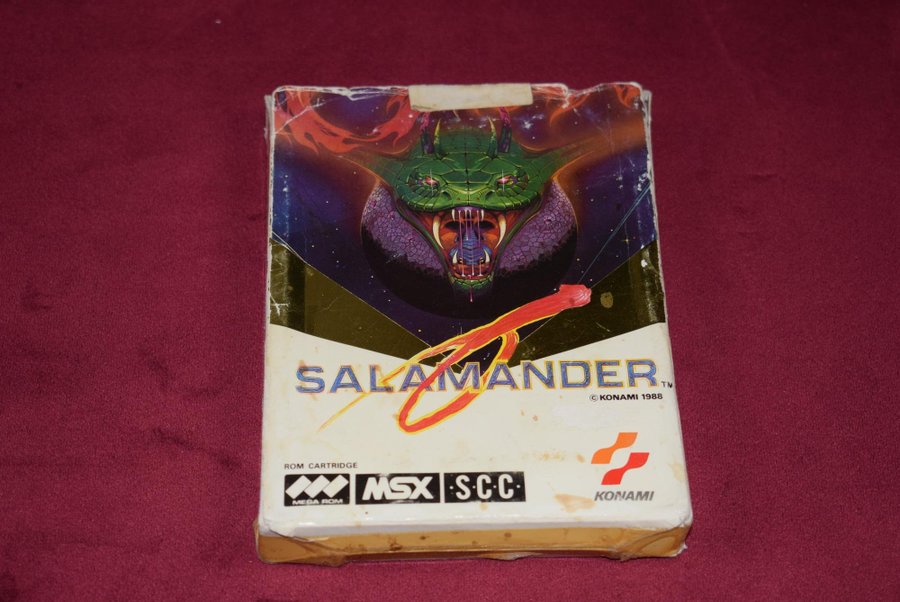 SALAMANDER TM
© KONAMI 1988
ROM CARTRIDGE
MEGA ROM MSX ·SCC·
KONAMI